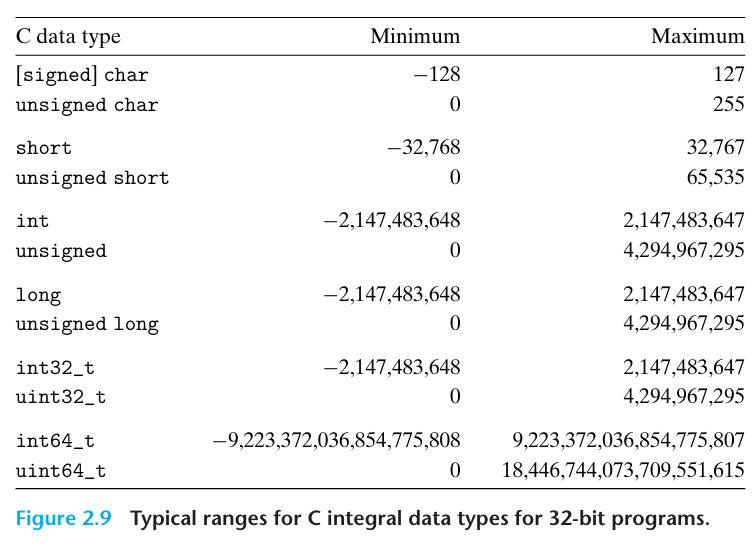 C data type Minimum Maximum
[signed] char −128 127
unsigned char 0 255
short −32,768 32,767
unsigned short 0 65,535
int −2,147,483,648 2,147,483,647
unsigned 0 4,294,967,295
long −2,147,483,648 2,147,483,647
unsigned long 0 4,294,967,295
int32_t −2,147,483,648 2,147,483,647
uint32_t 0 4,294,967,295
int64_t −9,223,372,036,854,775,808 9,223,372,036,854,775,807
uint64_t 0 18,446,744,073,709,551,615
Figure 2.9 Typical ranges for C integral data types for 32-bit programs.